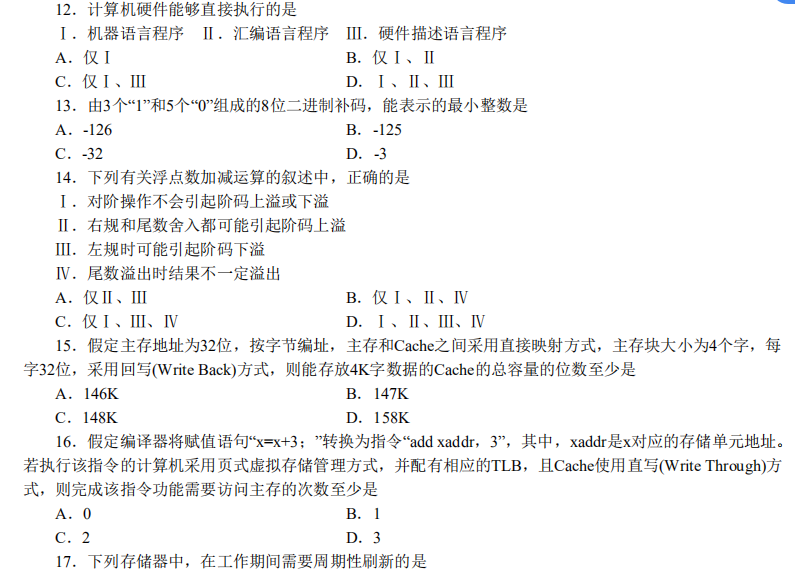 12．计算机硬件能够直接执行的是
Ⅰ．机器语言程序 Ⅱ．汇编语言程序 Ⅲ．硬件描述语言程序
A．仅Ⅰ B．仅Ⅰ、Ⅱ
C．仅Ⅰ、Ⅲ D．Ⅰ、Ⅱ、Ⅲ
13．由3个“1”和5个“0”组成的8位二进制补码，能表示的最小整数是
A．-126 B．-125
C．-32 D．-3
14．下列有关浮点数加减运算的叙述中，正确的是
Ⅰ．对阶操作不会引起阶码上溢或下溢
Ⅱ．右规和尾数舍入都可能引起阶码上溢
Ⅲ．左规时可能引起阶码下溢
Ⅳ．尾数溢出时结果不一定溢出
A．仅Ⅱ、Ⅲ B．仅Ⅰ、Ⅱ、Ⅳ
C．仅Ⅰ、Ⅲ、Ⅳ D．Ⅰ、Ⅱ、Ⅲ、Ⅳ
15．假定主存地址为32位，按字节编址，主存和Cache之间采用直接映射方式，主存块大小为4个字，每
字32位，采用回写(Write Back)方式，则能存放4K字数据的Cache的总容量的位数至少是
A．146K B．147K
C．148K D．158K
16．假定编译器将赋值语句“x=x+3；”转换为指令“add xaddr，3”，其中，xaddr是x对应的存储单元地址。
若执行该指令的计算机采用页式虚拟存储管理方式，并配有相应的TLB，且Cache使用直写(Write Through)方
式，则完成该指令功能需要访问主存的次数至少是
A．0 B．1
C．2 D．3
17．下列存储器中，在工作期间需要周期性刷新的是